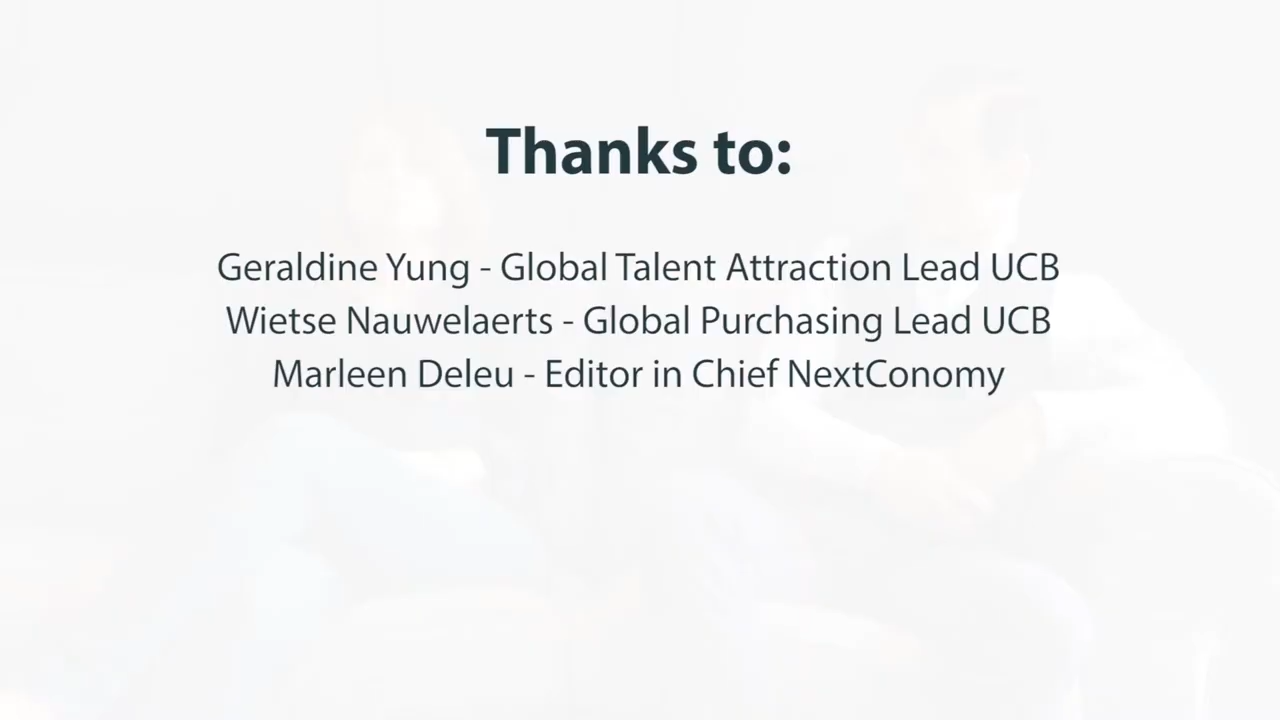 Thanks to:
Geraldine Yung - Global Talent Attraction Lead UCB
Wietse Nauwelaerts - Global Purchasing Lead UCB
Marleen Deleu - Editor in Chief NextConomy